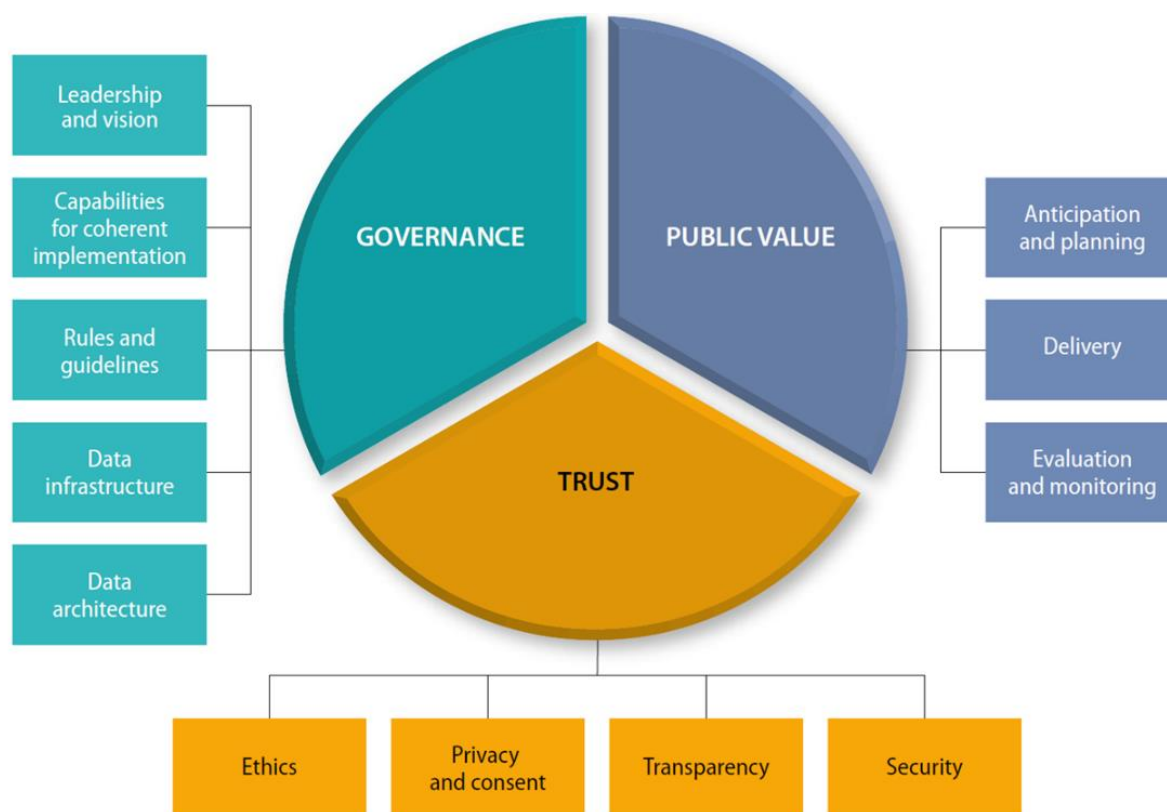 Leadership
and vision
Capabilities
for coherent
implementation
Rules and
guidelines
Data
infrastructure
Data
architecture
GOVERNANCE
PUBLIC VALUE
TRUST
Anticipation
and planning
Delivery
Evaluation
and monitoring
Ethics
Privacy
and consent
Transparency
Security